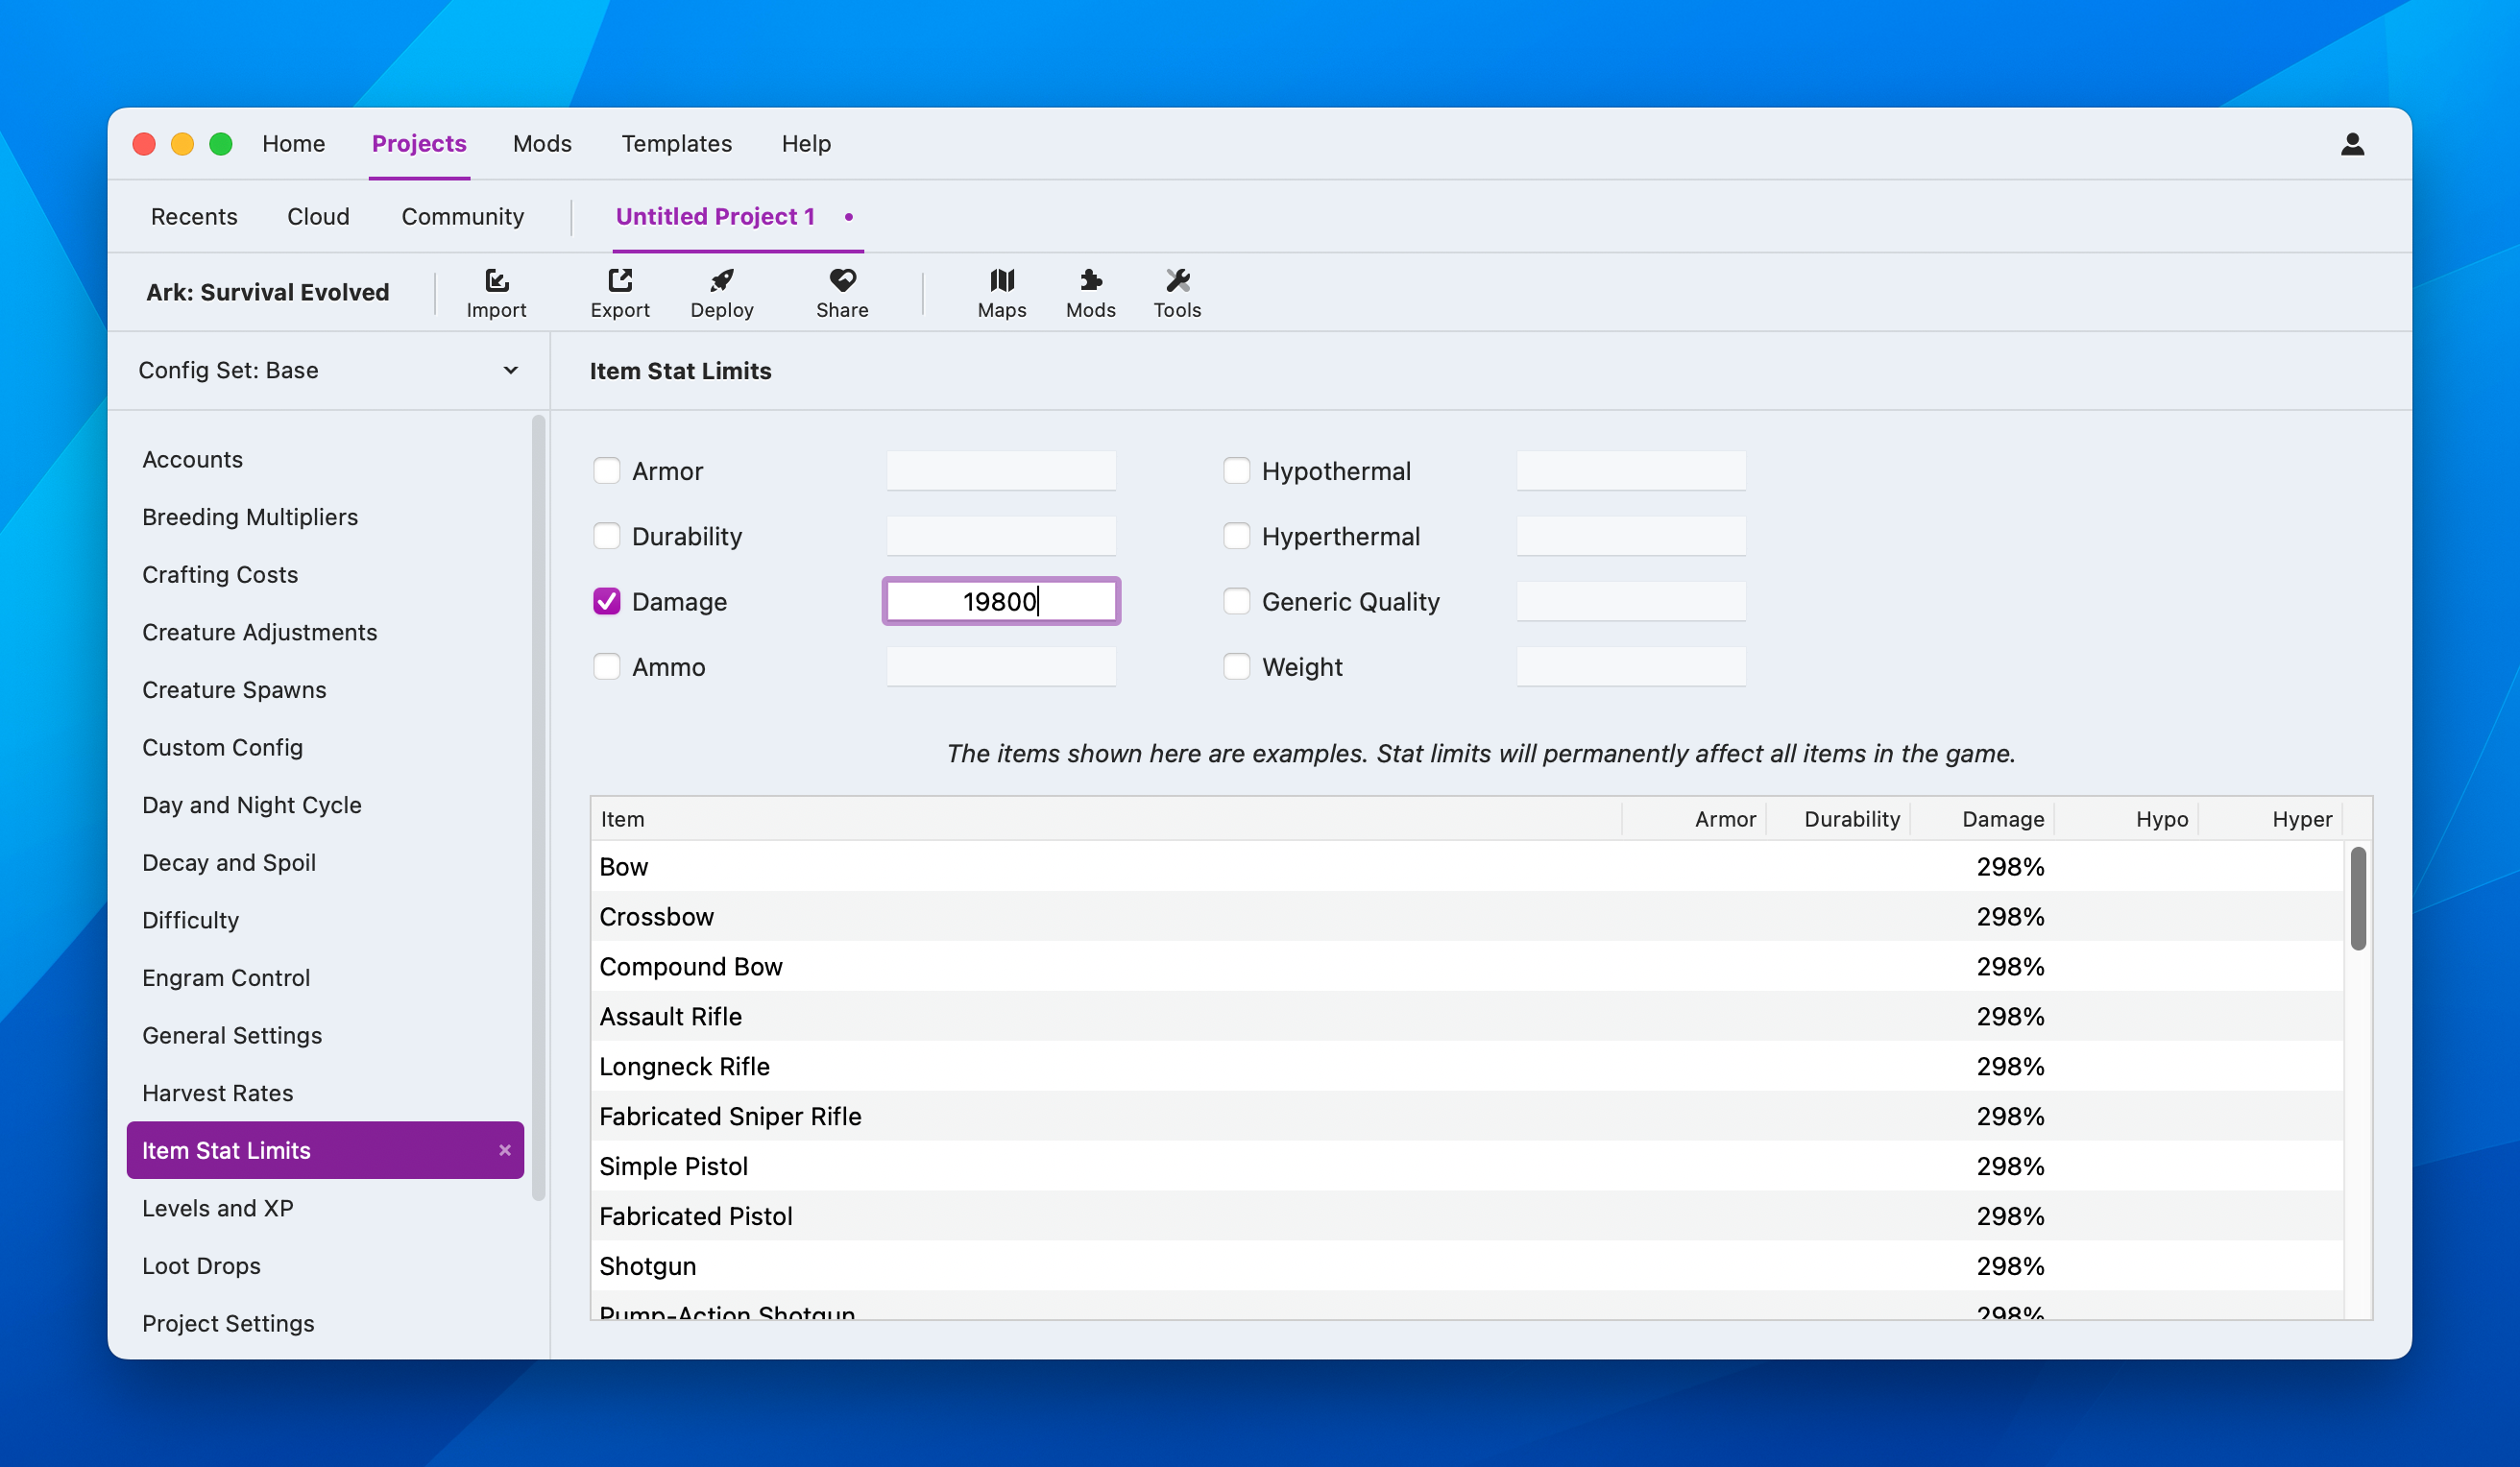 Home Projects Mods Templates Help
Recents Cloud Community Untitled Project 1 •
Ark: Survival Evolved Import Export Deploy Share Maps Mods Tools
Config Set: Base
Accounts
Breeding Multipliers
Crafting Costs
Creature Adjustments
Creature Spawns
Custom Config
Day and Night Cycle
Decay and Spoil
Difficulty
Engram Control
General Settings
Harvest Rates
Item Stat Limits ×
Levels and XP
Loot Drops
Project Settings
Item Stat Limits
Armor Hypothermal
Durability Hyperthermal
Damage 19800 Generic Quality
Ammo Weight
The items shown here are examples. Stat limits will permanently affect all items in the game.
Item Armor Durability Damage Hypo Hyper
Bow 298%
Crossbow 298%
Compound Bow 298%
Assault Rifle 298%
Longneck Rifle 298%
Fabricated Sniper Rifle 298%
Simple Pistol 298%
Fabricated Pistol 298%
Shotgun 298%
Pump-Action Shotgun 298%